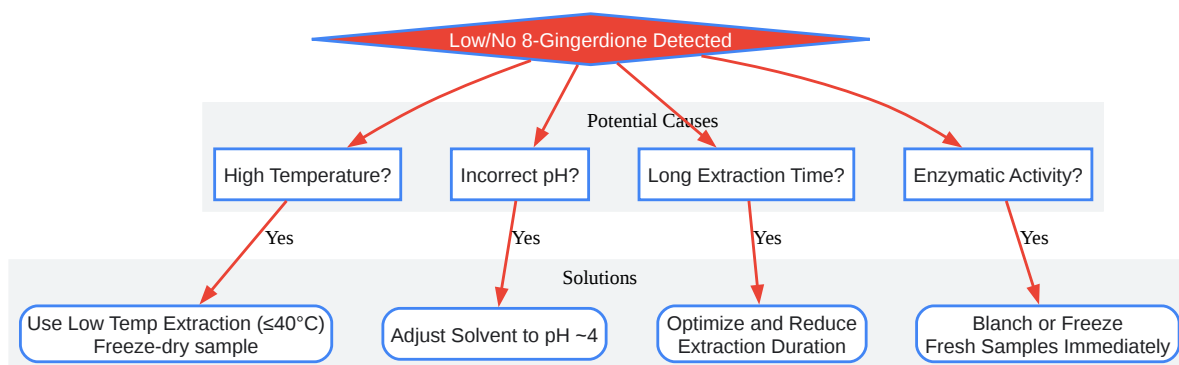 Low/No 8-Gingerdione Detected
Potential Causes
High Temperature?
Incorrect pH?
Long Extraction Time?
Enzymatic Activity?
Yes
Yes
Yes
Yes
Solutions
Use Low Temp Extraction (≤40°C)
Freeze-dry sample
Adjust Solvent to pH ~4
Optimize and Reduce
Extraction Duration
Blanch or Freeze
Fresh Samples Immediately